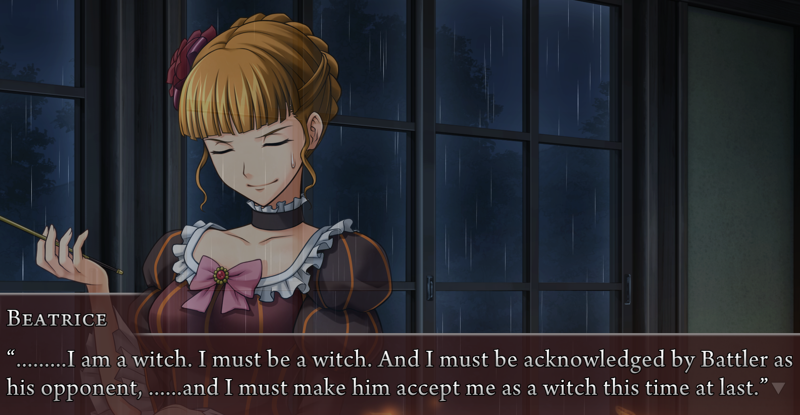 Beatrice
“.........I am a witch. I must be a witch. And I must be acknowledged by Battler as
his opponent, ......and I must make him accept me as a witch this time at last.”